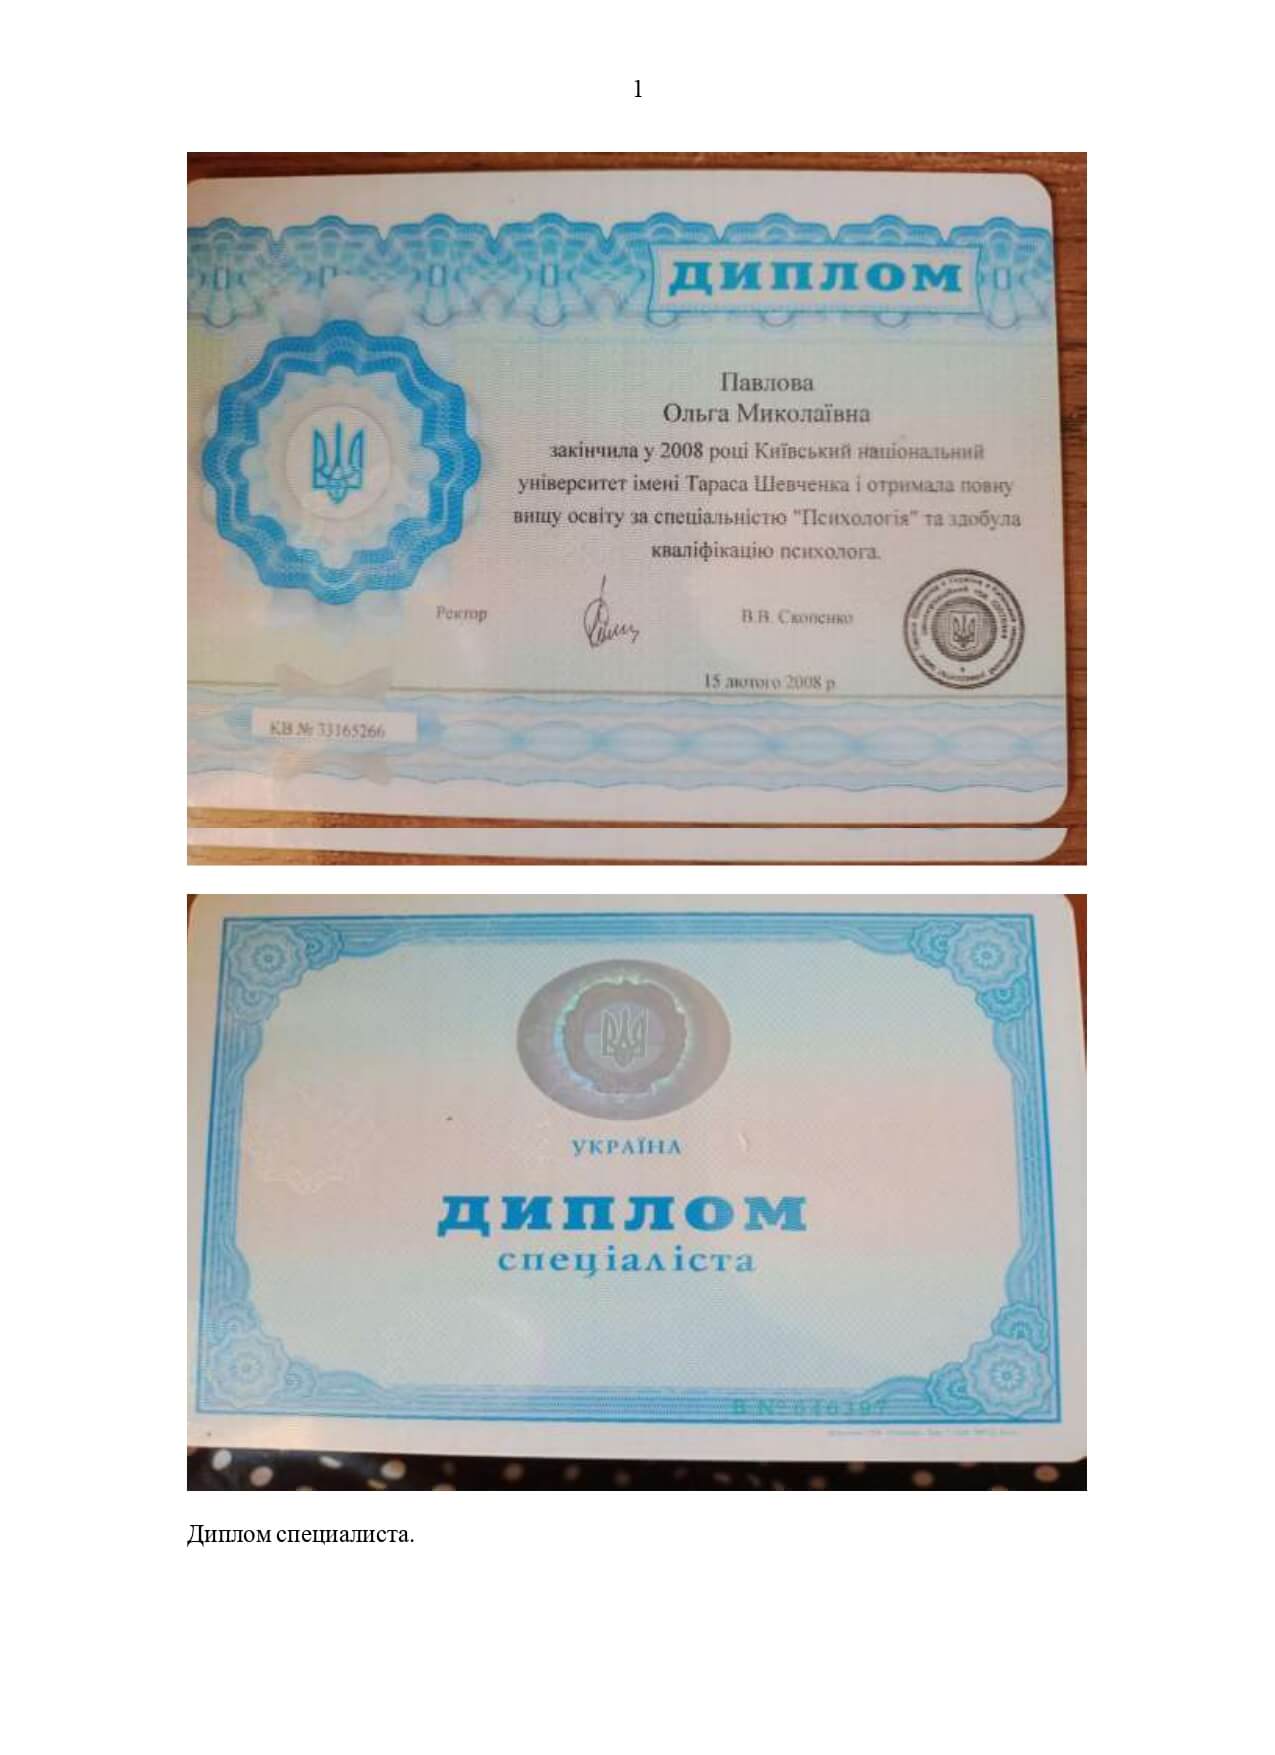 1
ДИПЛОМ
Павлова
Ольга Миколаївна
закінчила у 2008 році Київський національний
університет імені Тараса Шевченка і отримала повну
вищу освіту за спеціальністю "Психологія" та здобула
кваліфікацію психолога.
Ректор В.В. Скопенко
15 лютого 2008 р
КВ № 33165266
УКРАЇНА
ДИПЛОМ
спеціаліста
В № 646397
Диплом специалиста.